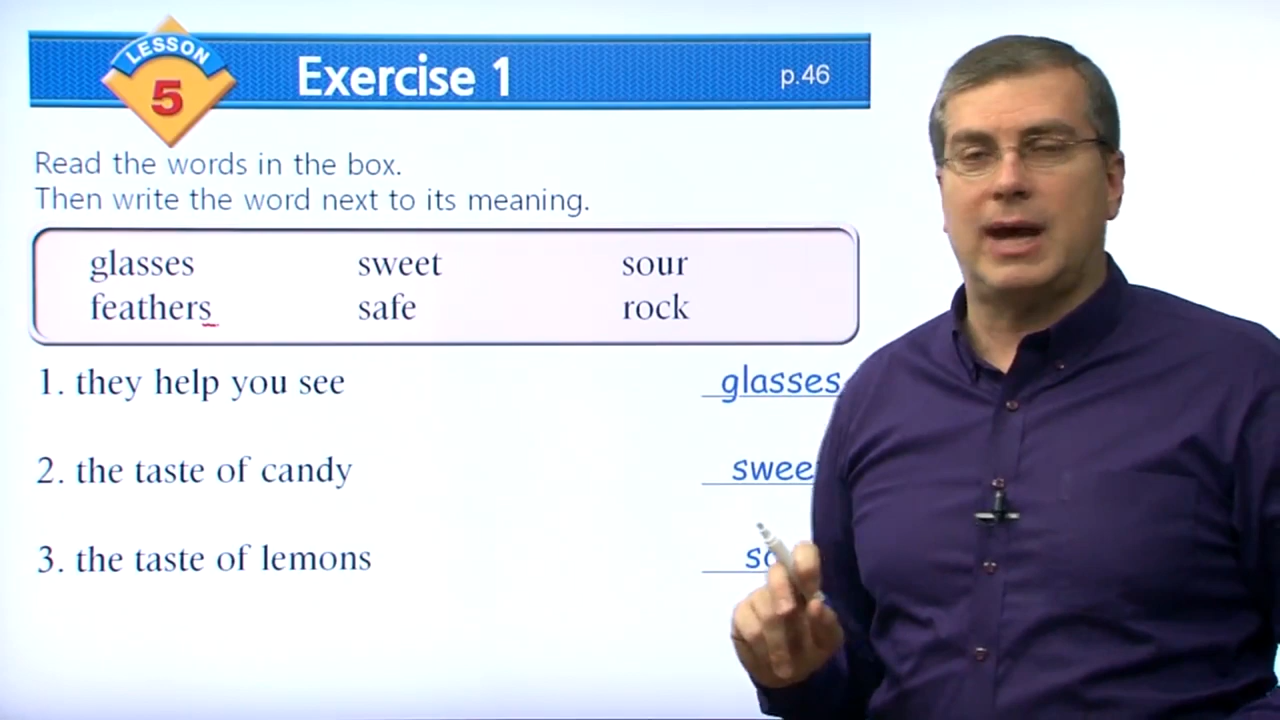 LESSON
5
Exercise 1
p.46
Read the words in the box.
Then write the word next to its meaning.
glasses sweet sour
feathers safe rock
1. they help you see glasses
2. the taste of candy
3. the taste of lemons